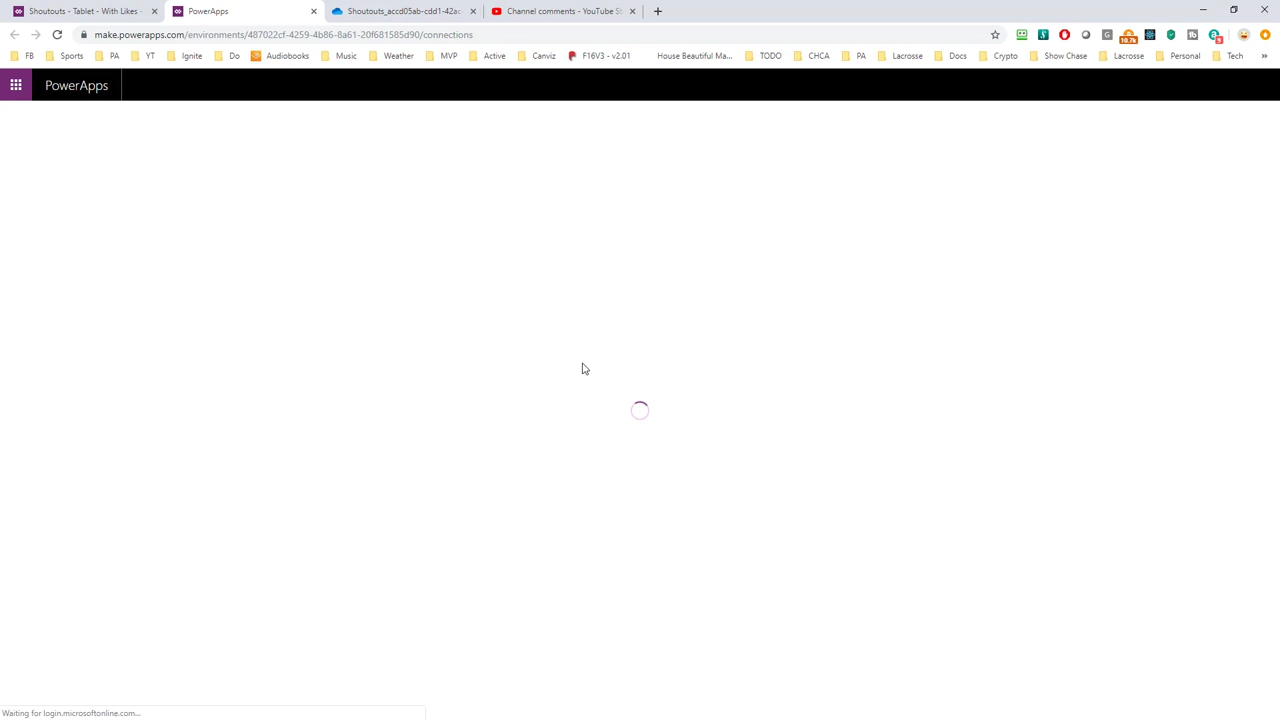 Shoutouts - Tablet - With Likes -
PowerApps
Shoutouts_accd05ab-cdd1-42ac
Channel comments - YouTube St
make.powerapps.com/environments/487022cf-4259-4b86-8a61-20f681585d90/connections
FB
Sports
PA
YT
Ignite
Do
Audiobooks
Music
Weather
MVP
Active
Canviz
F16V3 - v2.01
House Beautiful Ma...
TODO
CHCA
PA
Lacrosse
Docs
Crypto
Show Chase
Lacrosse
Personal
Tech
PowerApps
Waiting for login.microsoftonline.com...